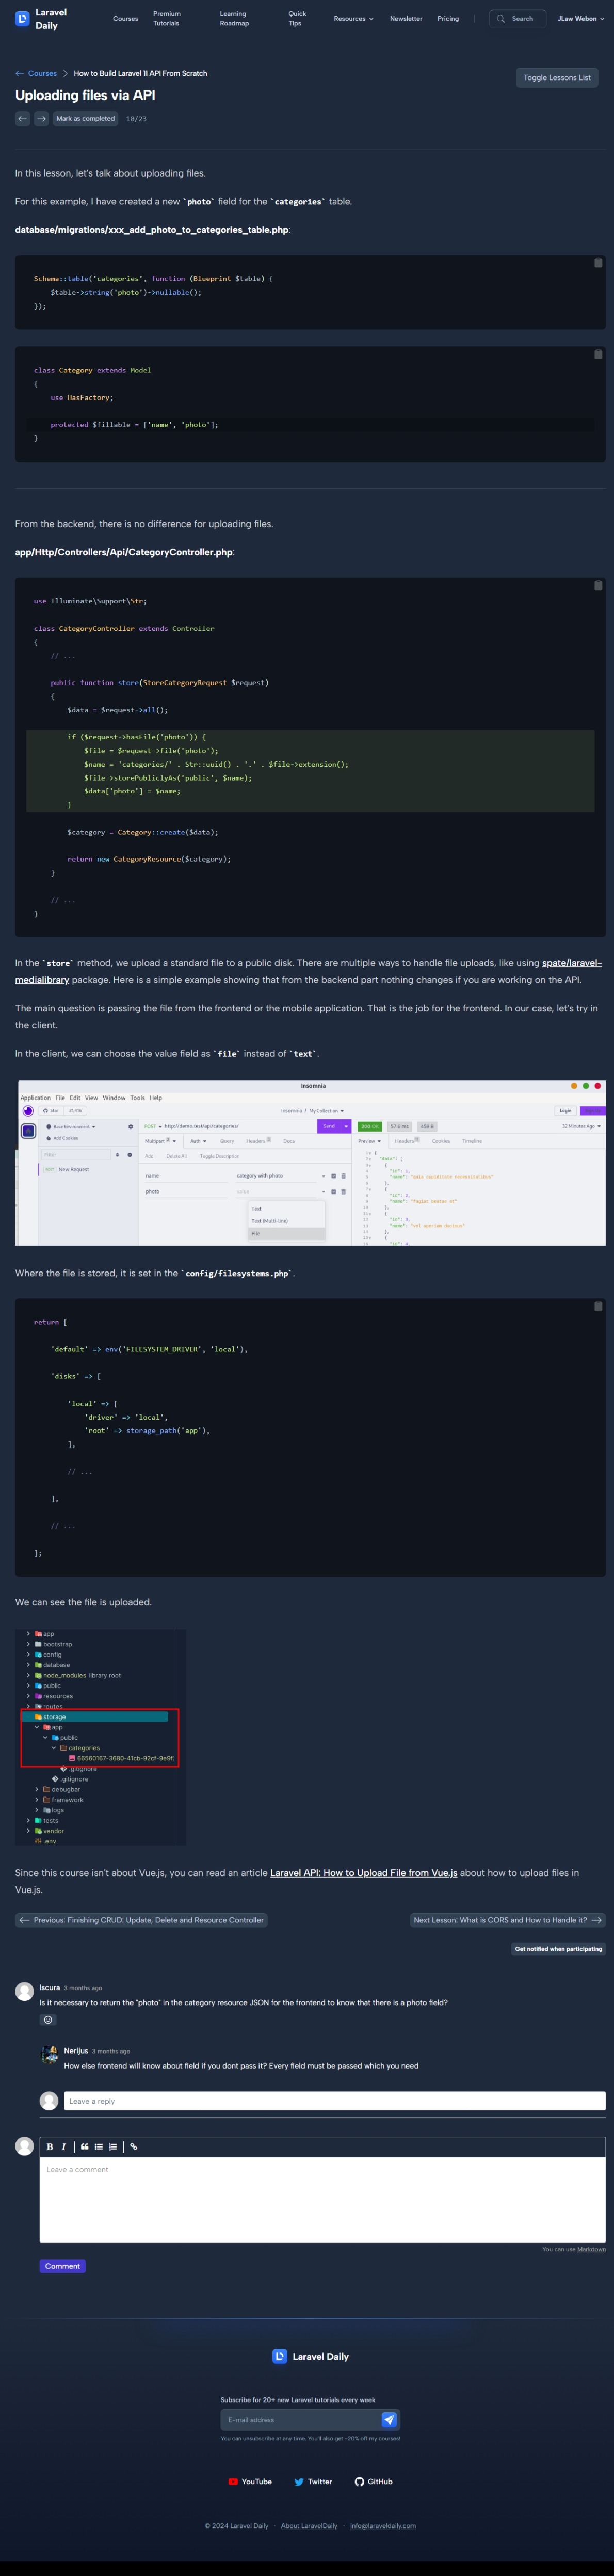 Laravel Daily
Courses
Premium Tutorials
Learning Roadmap
Quick Tips
Resources
Newsletter
Pricing
Search
JLaw Webon
← Courses > How to Build Laravel 11 API From Scratch
Toggle Lessons List
Uploading files via API
← → Mark as completed 10/23
In this lesson, let's talk about uploading files.
For this example, I have created a new `photo` field for the `categories` table.
database/migrations/xxx_add_photo_to_categories_table.php:
Schema::table('categories', function (Blueprint $table) {
    $table->string('photo')->nullable();
});
class Category extends Model
{
    use HasFactory;
    protected $fillable = ['name', 'photo'];
}
From the backend, there is no difference for uploading files.
app/Http/Controllers/Api/CategoryController.php:
use Illuminate\Support\Str;
class CategoryController extends Controller
{
    // ...
    public function store(StoreCategoryRequest $request)
    {
        $data = $request->all();
        if ($request->hasFile('photo')) {
            $file = $request->file('photo');
            $name = 'categories/' . Str::uuid() . '.' . $file->extension();
            $file->storePubliclyAs('public', $name);
            $data['photo'] = $name;
        }
        $category = Category::create($data);
        return new CategoryResource($category);
    }
    // ...
}
In the `store` method, we upload a standard file to a public disk. There are multiple ways to handle file uploads, like using spate/laravel-
medialibrary package. Here is a simple example showing that from the backend part nothing changes if you are working on the API.
The main question is passing the file from the frontend or the mobile application. That is the job for the frontend. In our case, let's try in
the client.
In the client, we can choose the value field as `file` instead of `text`.
Insomnia
Application File Edit View Window Tools Help
Star 31,416
Insomnia / My Collection
Login
Base Environment
POST http://demo.test/api/categories/
Send
200 OK 57.6 ms 459 B
32 Minutes Ago
Add Cookies
Multipart 2 Auth Query Headers Docs
Preview Headers Cookies Timeline
Filter
Add Delete All Toggle Description
POST New Request
name category with photo
photo value
Text
Text (Multi-line)
File
Where the file is stored, it is set in the `config/filesystems.php`.
return [
    'default' => env('FILESYSTEM_DRIVER', 'local'),
    'disks' => [
        'local' => [
            'driver' => 'local',
            'root' => storage_path('app'),
        ],
        // ...
    ],
    // ...
];
We can see the file is uploaded.
app
bootstrap
config
database
node_modules library root
public
resources
routes
storage
app
public
categories
66560167-3680-41cb-92cf-9e9f
.gitignore
.gitignore
debugbar
framework
logs
tests
vendor
.env
Since this course isn't about Vue.js, you can read an article Laravel API: How to Upload File from Vue.js about how to upload files in
Vue.js.
← Previous: Finishing CRUD: Update, Delete and Resource Controller
Next Lesson: What is CORS and How to Handle it? →
Get notified when participating
lscura 3 months ago
Is it necessary to return the "photo" in the category resource JSON for the frontend to know that there is a photo field?
Nerijus 3 months ago
How else frontend will know about field if you dont pass it? Every field must be passed which you need
Leave a reply
B I
Leave a comment
You can use Markdown
Comment
Laravel Daily
Subscribe for 20+ new Laravel tutorials every week
E-mail address
You can unsubscribe at any time. You'll also get -20% off my courses!
YouTube
Twitter
GitHub
© 2024 Laravel Daily · About LaravelDaily · info@laraveldaily.com